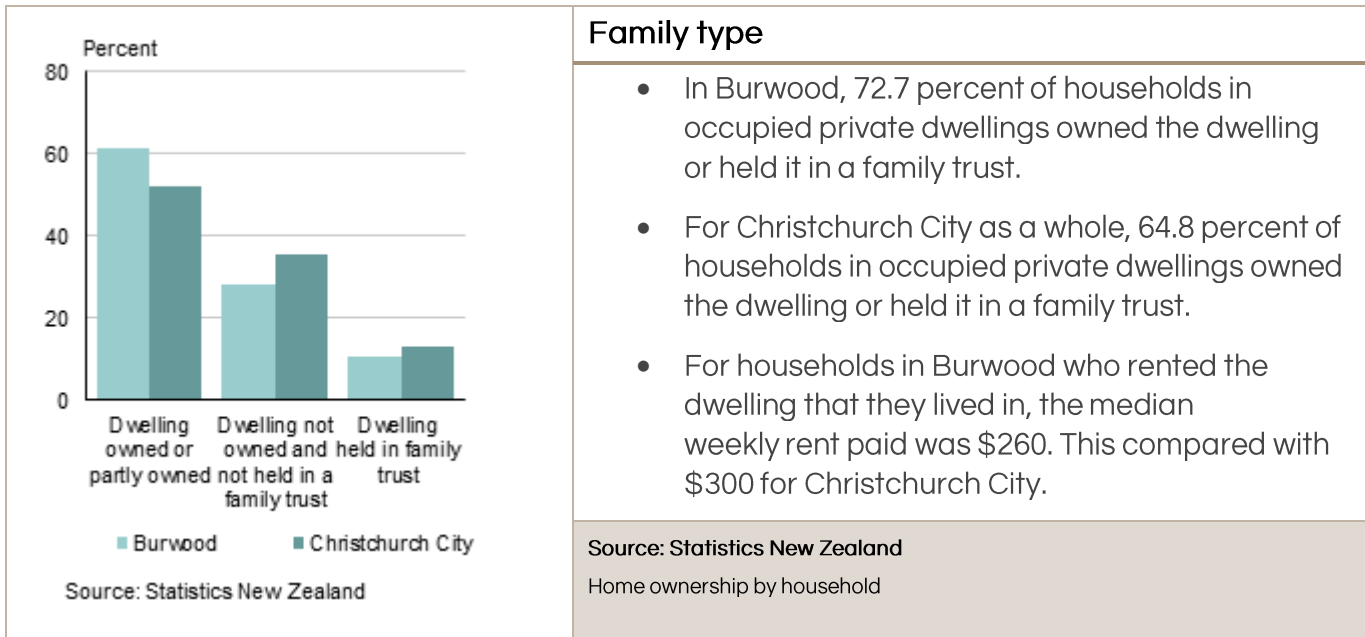 Percent
80
60
40
20
0
Dwelling owned or partly owned
Dwelling not owned and not held in a family trust
Dwelling held in family trust
Burwood
Christchurch City
Source: Statistics New Zealand
Family type
• In Burwood, 72.7 percent of households in
occupied private dwellings owned the dwelling
or held it in a family trust.
• For Christchurch City as a whole, 64.8 percent of
households in occupied private dwellings owned
the dwelling or held it in a family trust.
• For households in Burwood who rented the
dwelling that they lived in, the median
weekly rent paid was $260. This compared with
$300 for Christchurch City.
Source: Statistics New Zealand
Home ownership by household